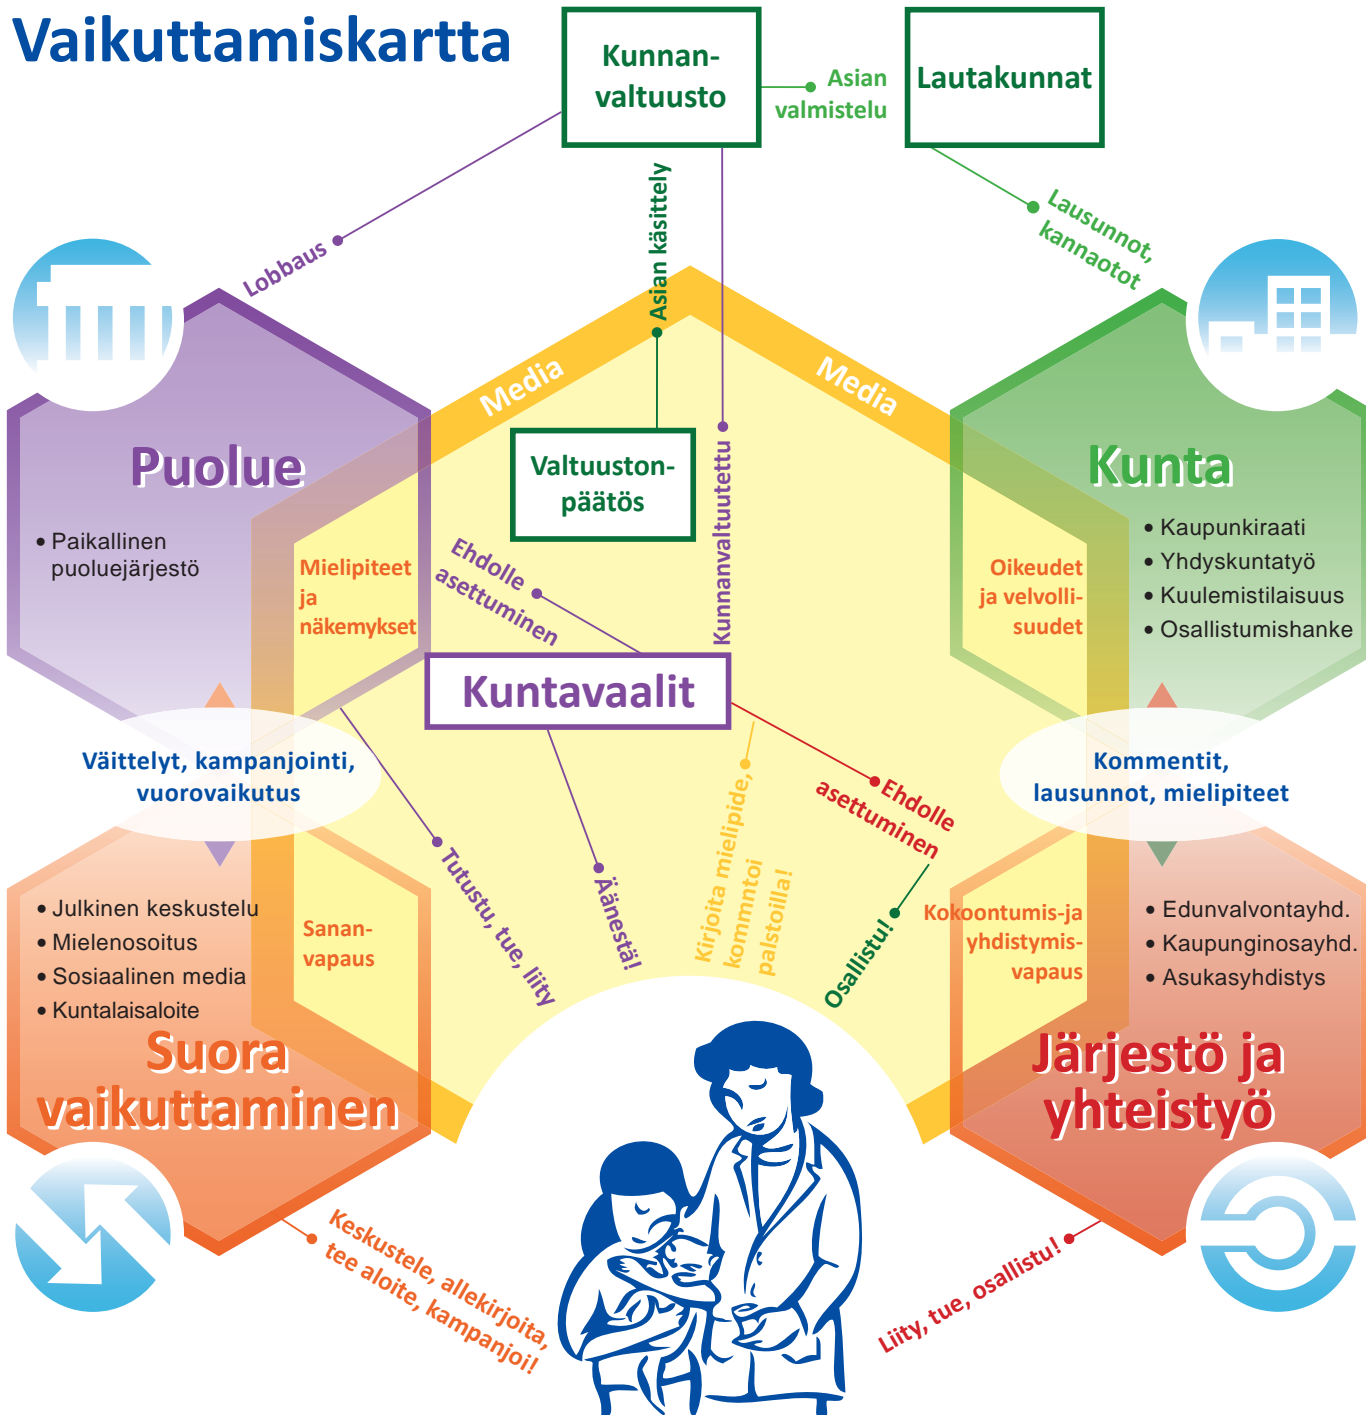 Vaikuttamiskartta
Kunnan-
valtuusto
Asian
valmistelu
Lautakunnat
Lobbaus
Asian käsittely
Lausunnot,
kannaotot
Media
Media
Puolue
• Paikallinen
puoluejärjestö
Mielipiteet
ja
näkemykset
Valtuuston-
päätös
Kunnanvaltuutettu
Ehdolle
asettuminen
Kunta
• Kaupunkiraati
• Yhdyskuntatyö
• Kuulemistilaisuus
• Osallistumishanke
Oikeudet
ja velvolli-
suudet
Kuntavaalit
Väittelyt, kampanjointi,
vuorovaikutus
Kommentit,
lausunnot, mielipiteet
Tutustu, tue, liity
Äänestä!
Kirjoita mielipide,
kommntoi
palstoilla!
Ehdolle
asettuminen
Osallistu!
• Julkinen keskustelu
• Mielenosoitus
• Sosiaalinen media
• Kuntalaisaloite
Sanan-
vapaus
Suora
vaikuttaminen
Kokoontumis-ja
yhdistymis-
vapaus
• Edunvalvontayhd.
• Kaupunginosayhd.
• Asukasyhdistys
Järjestö ja
yhteistyö
Keskustele, allekirjoita,
tee aloite, kampanjoi!
Liity, tue, osallistu!